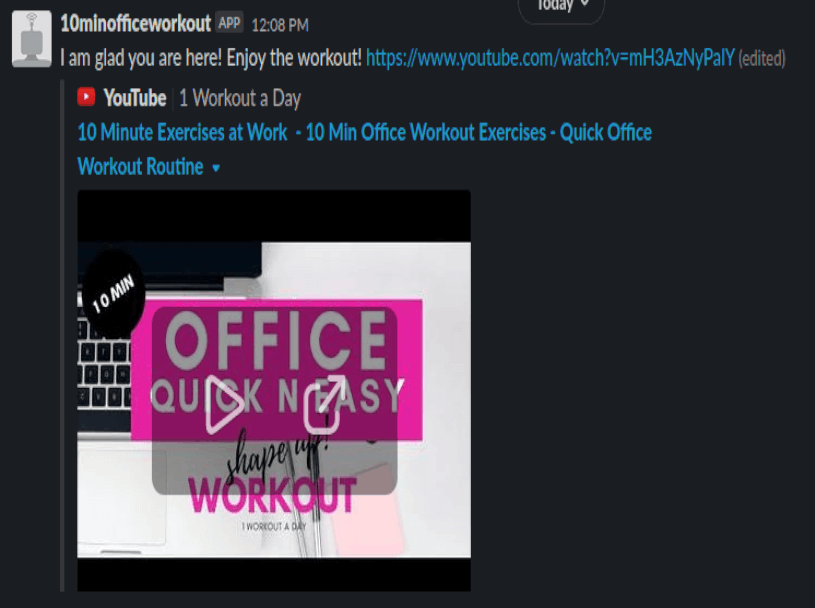 Today
10minofficeworkout APP 12:08 PM
I am glad you are here! Enjoy the workout! https://www.youtube.com/watch?v=mH3AzNyPalY (edited)
YouTube 1 Workout a Day
10 Minute Exercises at Work - 10 Min Office Workout Exercises - Quick Office
Workout Routine
10 MIN
OFFICE
QUICK N EASY
shape up!
WORKOUT
1 WORKOUT A DAY